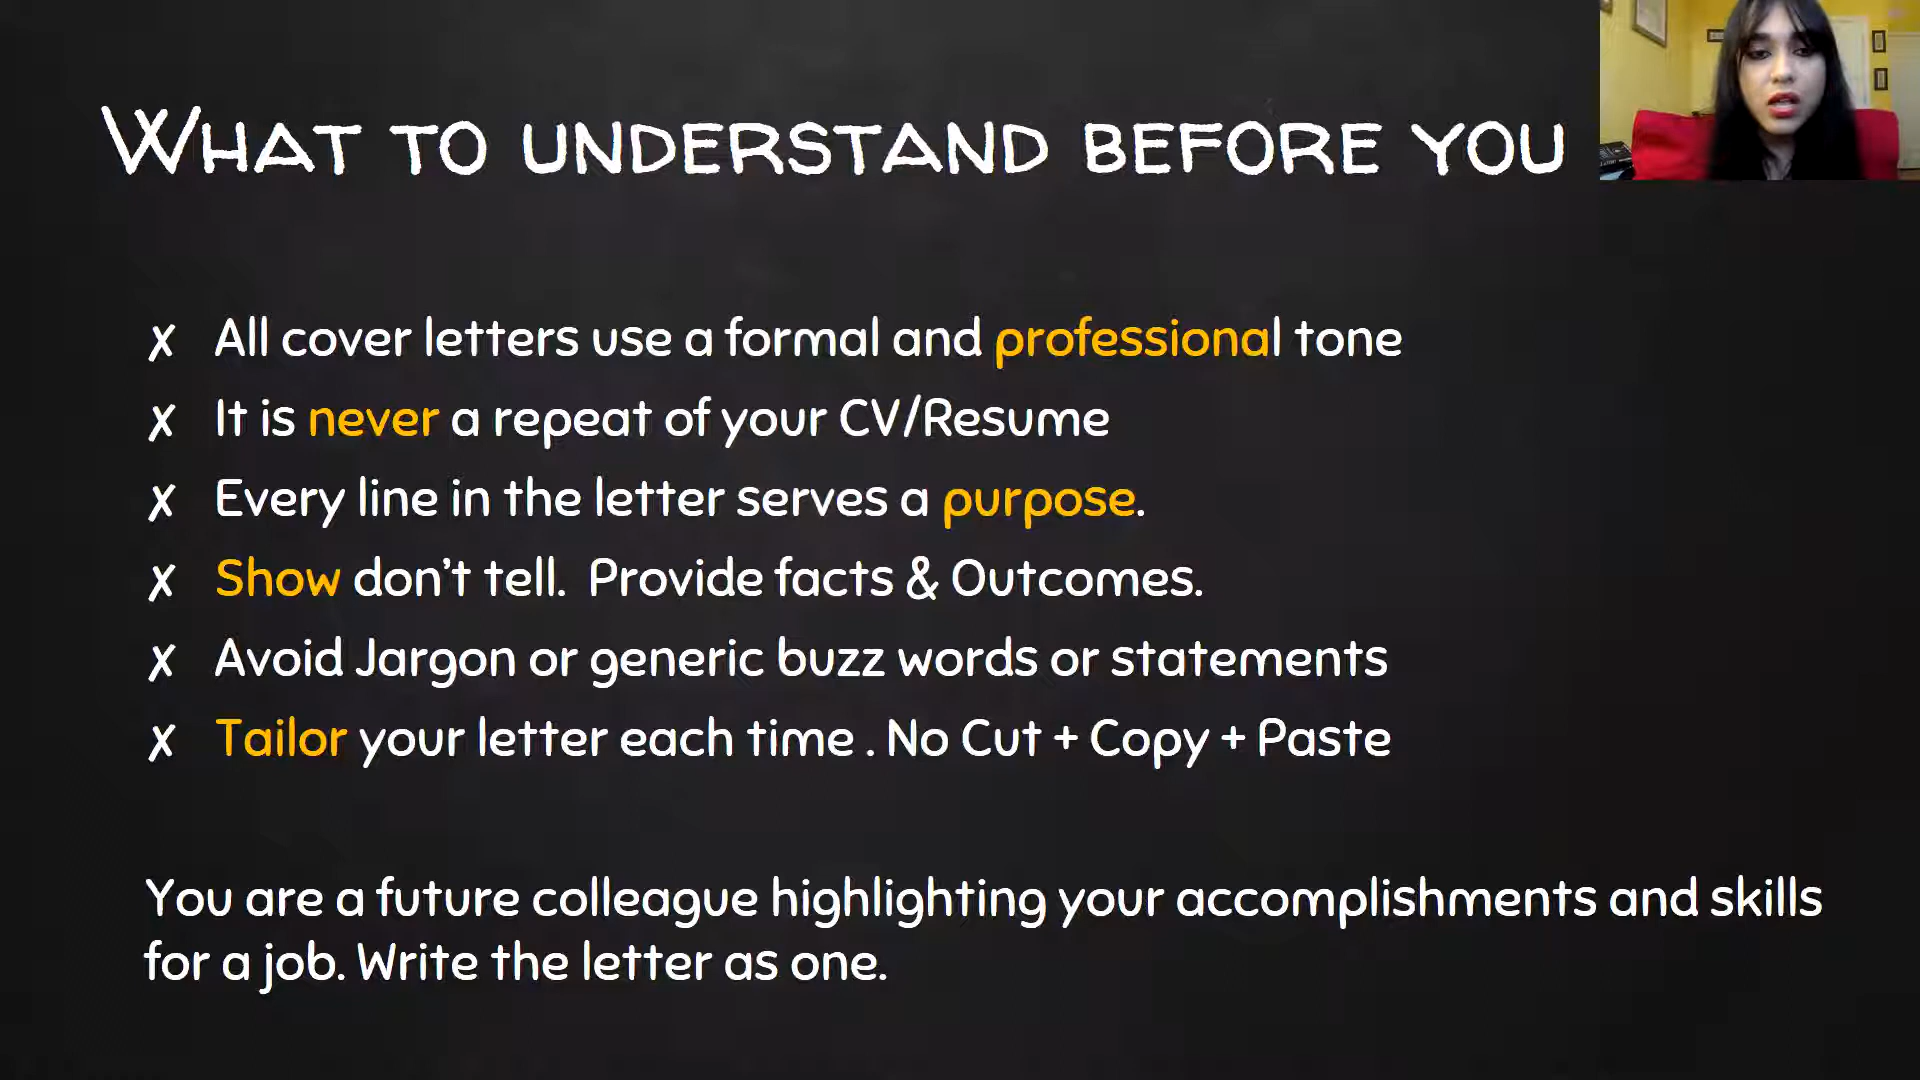 What to understand before you
✗ All cover letters use a formal and professional tone
✗ It is never a repeat of your CV/Resume
✗ Every line in the letter serves a purpose.
✗ Show don't tell. Provide facts & Outcomes.
✗ Avoid Jargon or generic buzz words or statements
✗ Tailor your letter each time . No Cut + Copy + Paste
You are a future colleague highlighting your accomplishments and skills
for a job. Write the letter as one.